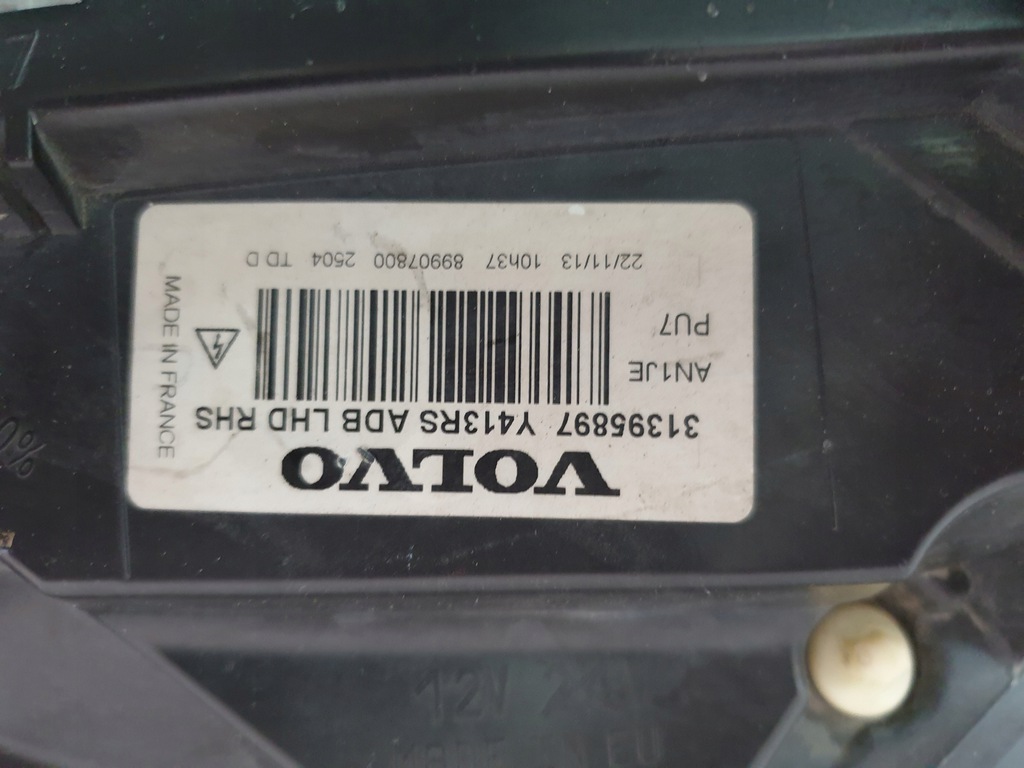 VOLVO
31395897 Y413RS ADB LHD RHS
AN1JE
PU7
22/11/13 10h37 89907800 2504 TD D
MADE IN FRANCE
0%
12V